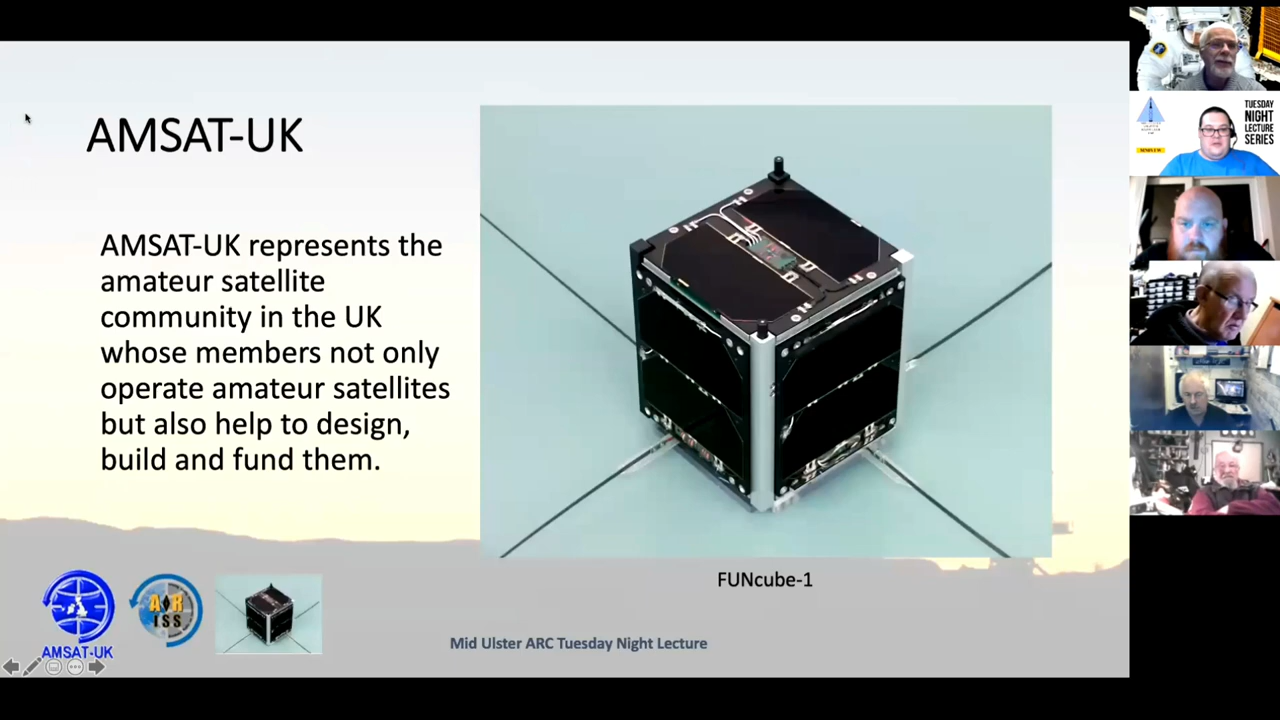 AMSAT-UK
AMSAT-UK represents the
amateur satellite
community in the UK
whose members not only
operate amateur satellites
but also help to design,
build and fund them.
FUNcube-1
AMSAT-UK
ARISS
Mid Ulster ARC Tuesday Night Lecture
TUESDAY
NIGHT
LECTURE
SERIES